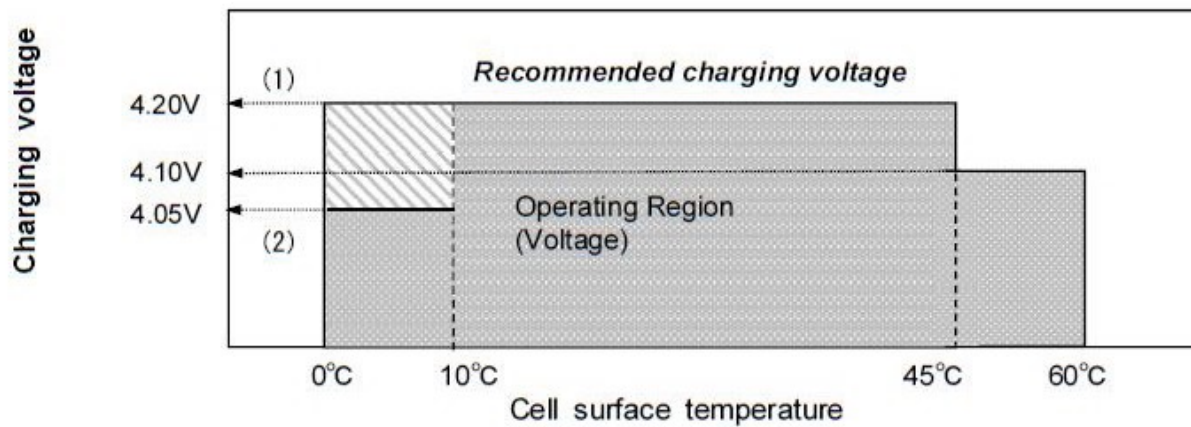 Charging voltage
(1)
Recommended charging voltage
4.20V
4.10V
4.05V
Operating Region
(Voltage)
(2)
0°C 10°C 45°C 60°C
Cell surface temperature